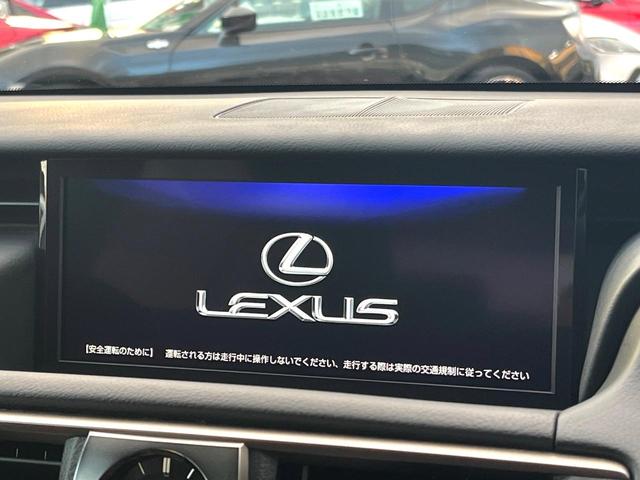 LEXUS
【安全運転のために】 運転される方は走行中に操作しないでください、走行する際は実際の交通規制に従ってください